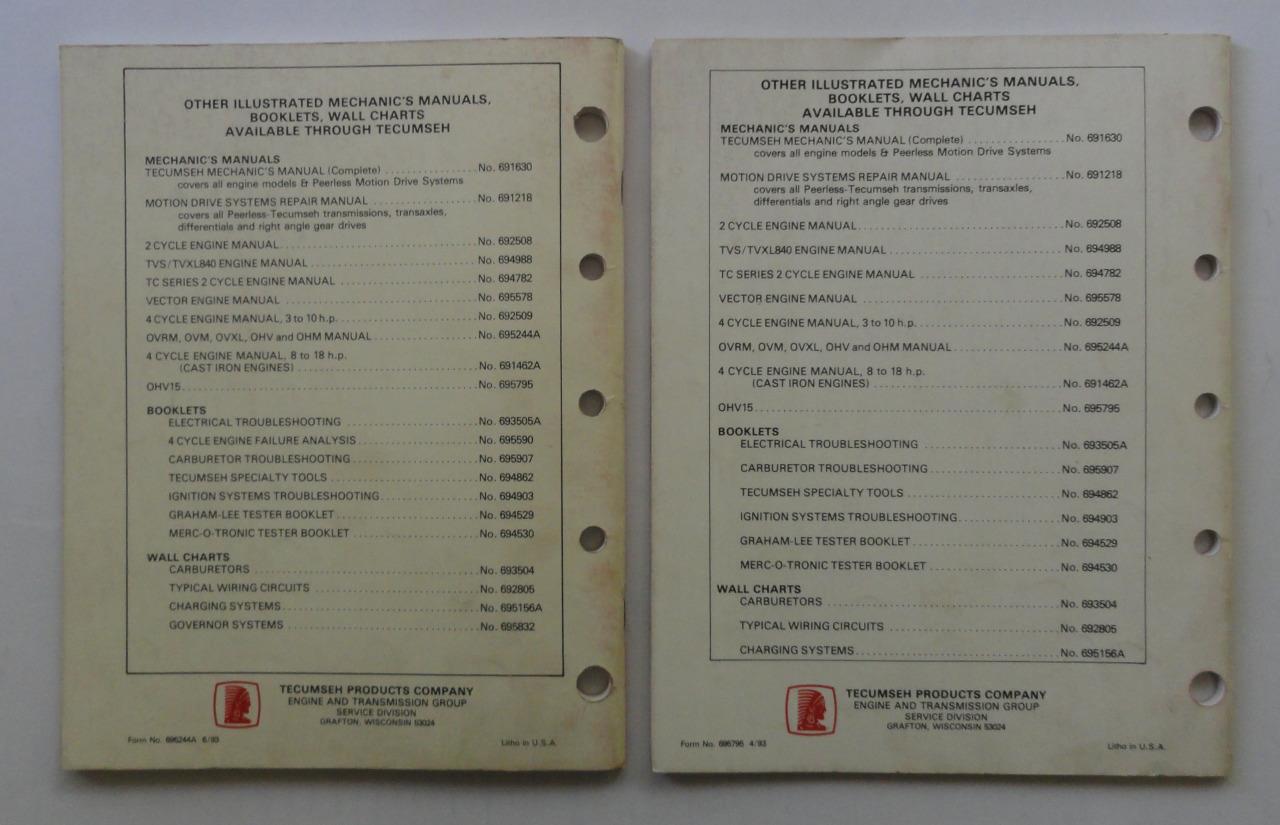 OTHER ILLUSTRATED MECHANIC'S MANUALS,
BOOKLETS, WALL CHARTS
AVAILABLE THROUGH TECUMSEH
MECHANIC'S MANUALS
TECUMSEH MECHANIC'S MANUAL (Complete) .................... No. 691630
covers all engine models & Peerless Motion Drive Systems
MOTION DRIVE SYSTEMS REPAIR MANUAL .................... No. 691218
covers all Peerless-Tecumseh transmissions, transaxles,
differentials and right angle gear drives
2 CYCLE ENGINE MANUAL .................... No. 692508
TVS/TVXL840 ENGINE MANUAL .................... No. 694988
TC SERIES 2 CYCLE ENGINE MANUAL .................... No. 694782
VECTOR ENGINE MANUAL .................... No. 695578
4 CYCLE ENGINE MANUAL, 3 to 10 h.p. .................... No. 692509
OVRM, OVM, OVXL, OHV and OHM MANUAL .................... No. 695244A
4 CYCLE ENGINE MANUAL, 8 to 18 h.p.
(CAST IRON ENGINES) .................... No. 691462A
OHV15 .................... No. 695795
BOOKLETS
ELECTRICAL TROUBLESHOOTING .................... No. 693505A
4 CYCLE ENGINE FAILURE ANALYSIS .................... No. 695590
CARBURETOR TROUBLESHOOTING .................... No. 695907
TECUMSEH SPECIALTY TOOLS .................... No. 694862
IGNITION SYSTEMS TROUBLESHOOTING .................... No. 694903
GRAHAM-LEE TESTER BOOKLET .................... No. 694529
MERC-O-TRONIC TESTER BOOKLET .................... No. 694530
WALL CHARTS
CARBURETORS .................... No. 693504
TYPICAL WIRING CIRCUITS .................... No. 692805
CHARGING SYSTEMS .................... No. 695156A
GOVERNOR SYSTEMS .................... No. 695832
TECUMSEH PRODUCTS COMPANY
ENGINE AND TRANSMISSION GROUP
SERVICE DIVISION
GRAFTON, WISCONSIN 53024
Form No. 695244A 6/93
Litho in U.S.A.
OTHER ILLUSTRATED MECHANIC'S MANUALS,
BOOKLETS, WALL CHARTS
AVAILABLE THROUGH TECUMSEH
MECHANIC'S MANUALS
TECUMSEH MECHANIC'S MANUAL (Complete) .................... No. 691630
covers all engine models & Peerless Motion Drive Systems
MOTION DRIVE SYSTEMS REPAIR MANUAL .................... No. 691218
covers all Peerless-Tecumseh transmissions, transaxles,
differentials and right angle gear drives
2 CYCLE ENGINE MANUAL .................... No. 692508
TVS/TVXL840 ENGINE MANUAL .................... No. 694988
TC SERIES 2 CYCLE ENGINE MANUAL .................... No. 694782
VECTOR ENGINE MANUAL .................... No. 695578
4 CYCLE ENGINE MANUAL, 3 to 10 h.p. .................... No. 692509
OVRM, OVM, OVXL, OHV and OHM MANUAL .................... No. 695244A
4 CYCLE ENGINE MANUAL, 8 to 18 h.p.
(CAST IRON ENGINES) .................... No. 691462A
OHV15 .................... No. 695795
BOOKLETS
ELECTRICAL TROUBLESHOOTING .................... No. 693505A
CARBURETOR TROUBLESHOOTING .................... No. 695907
TECUMSEH SPECIALTY TOOLS .................... No. 694862
IGNITION SYSTEMS TROUBLESHOOTING .................... No. 694903
GRAHAM-LEE TESTER BOOKLET .................... No. 694529
MERC-O-TRONIC TESTER BOOKLET .................... No. 694530
WALL CHARTS
CARBURETORS .................... No. 693504
TYPICAL WIRING CIRCUITS .................... No. 692805
CHARGING SYSTEMS .................... No. 695156A
TECUMSEH PRODUCTS COMPANY
ENGINE AND TRANSMISSION GROUP
SERVICE DIVISION
GRAFTON, WISCONSIN 53024
Form No. 695795 4/93
Litho in U.S.A.